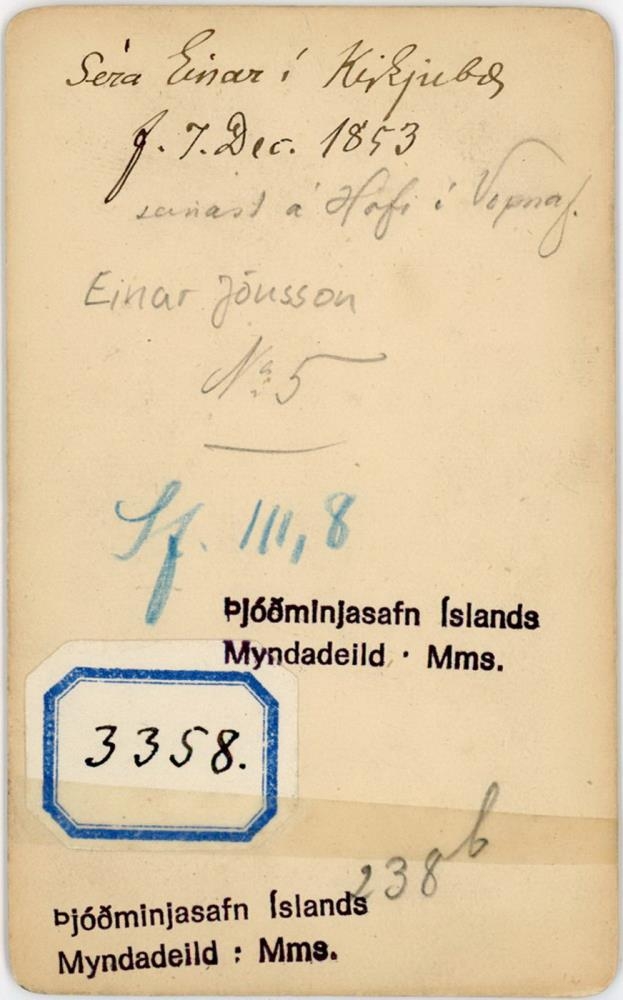 Séra Einar í Kirkjubæ
f. 7. Dec. 1853
seinast á Hofi í Vopnaf.
Einar Jónsson
No 5
Sf. III, 8
Þjóðminjasafn Íslands
Myndadeild · Mms.
3358.
238b
Þjóðminjasafn Íslands
Myndadeild : Mms.